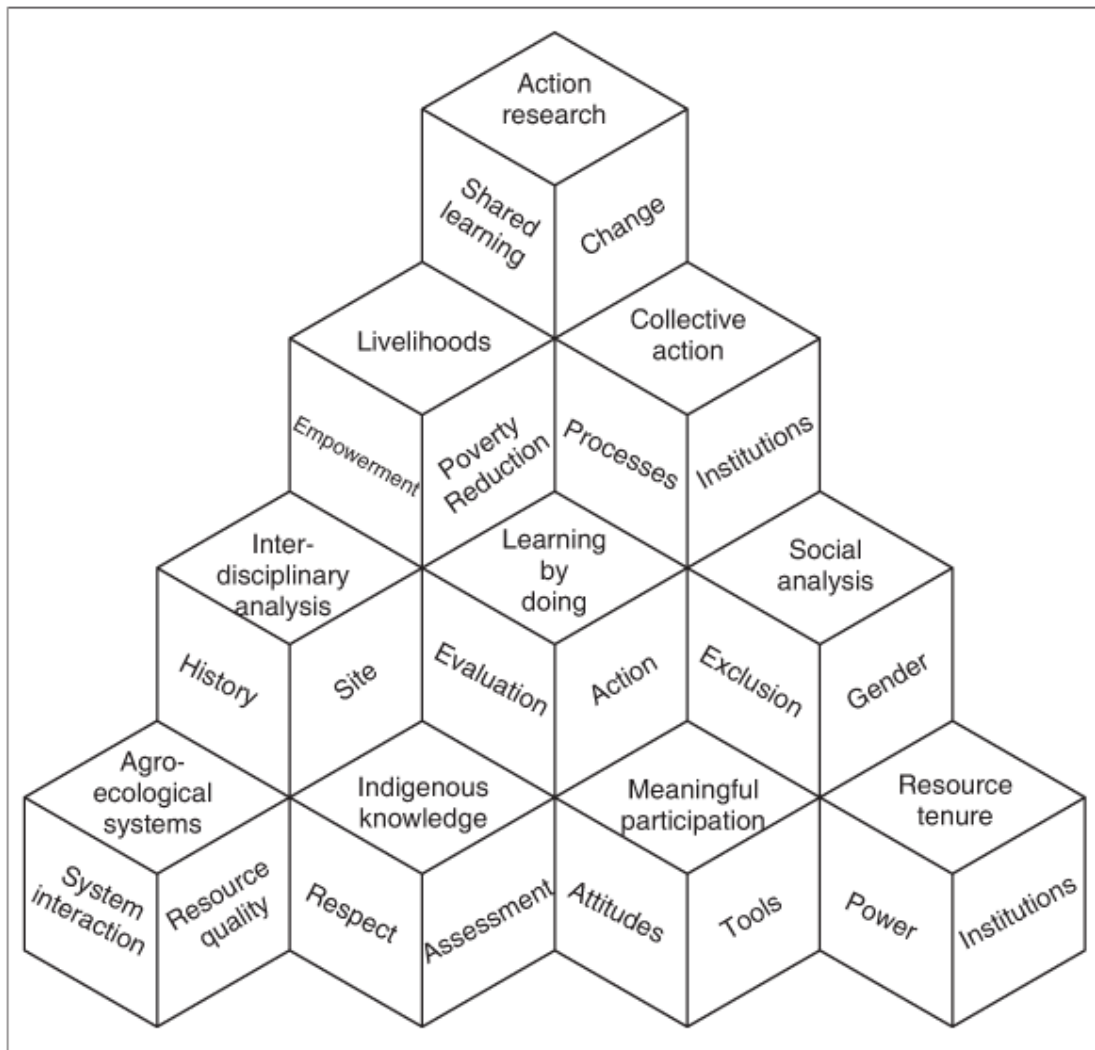 Action
research
Shared
learning
Change
Livelihoods
Collective
action
Empowerment
Poverty
Reduction
Processes
Institutions
Inter-
disciplinary
analysis
Learning
by
doing
Social
analysis
History
Site
Evaluation
Action
Exclusion
Gender
Agro-
ecological
systems
Indigenous
knowledge
Meaningful
participation
Resource
tenure
System
interaction
Resource
quality
Respect
Assessment
Attitudes
Tools
Power
Institutions